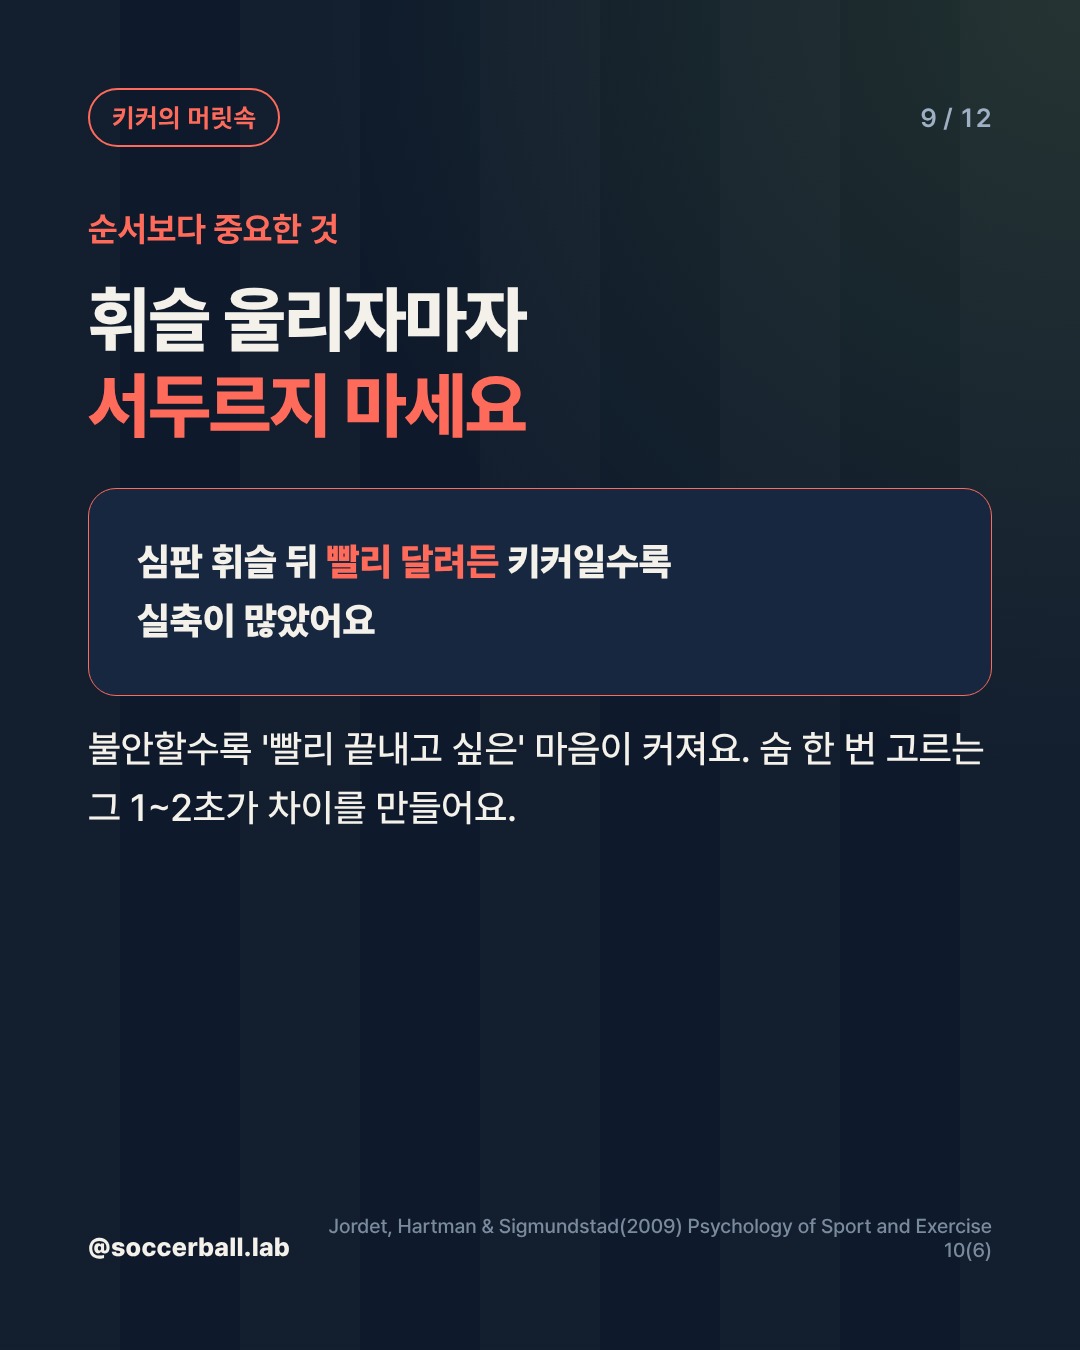 키커의 머릿속
9 / 12
순서보다 중요한 것
휘슬 울리자마자
서두르지 마세요
심판 휘슬 뒤 빨리 달려든 키커일수록
실축이 많았어요
불안할수록 '빨리 끝내고 싶은' 마음이 커져요. 숨 한 번 고르는
그 1~2초가 차이를 만들어요.
@soccerball.lab
Jordet, Hartman & Sigmundstad(2009) Psychology of Sport and Exercise
10(6)